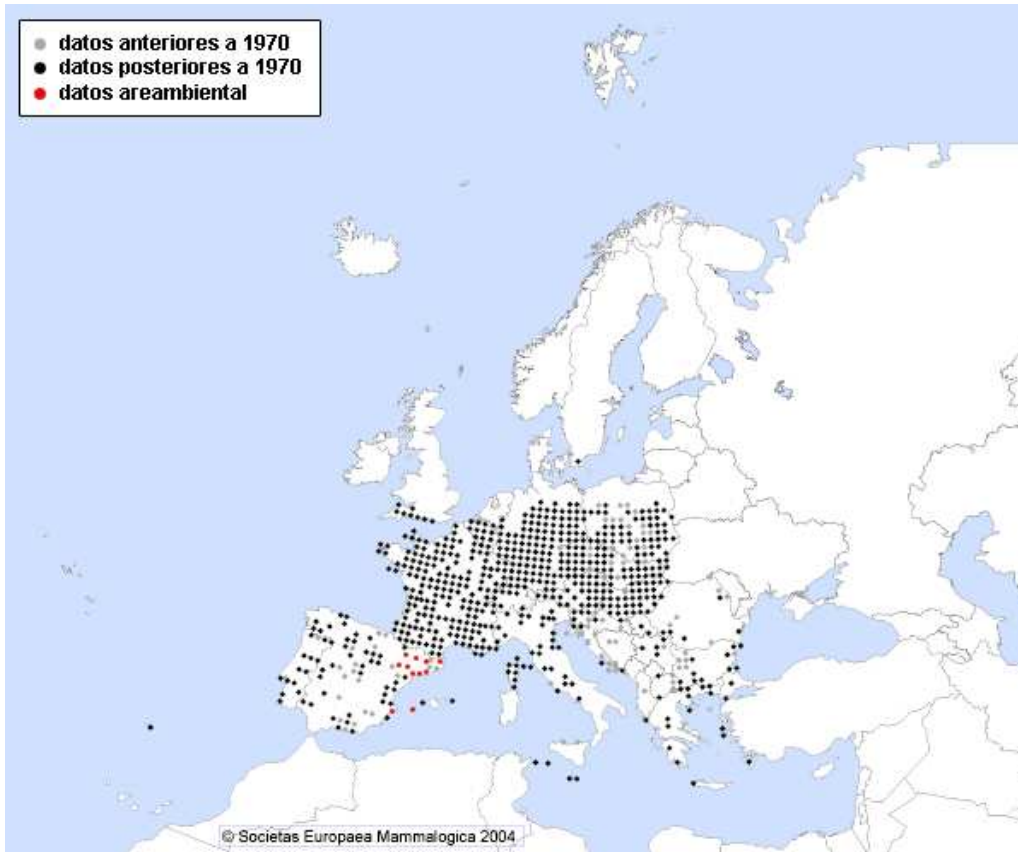 datos anteriores a 1970
datos posteriores a 1970
datos areambiental
© Societas Europaea Mammalogica 2004